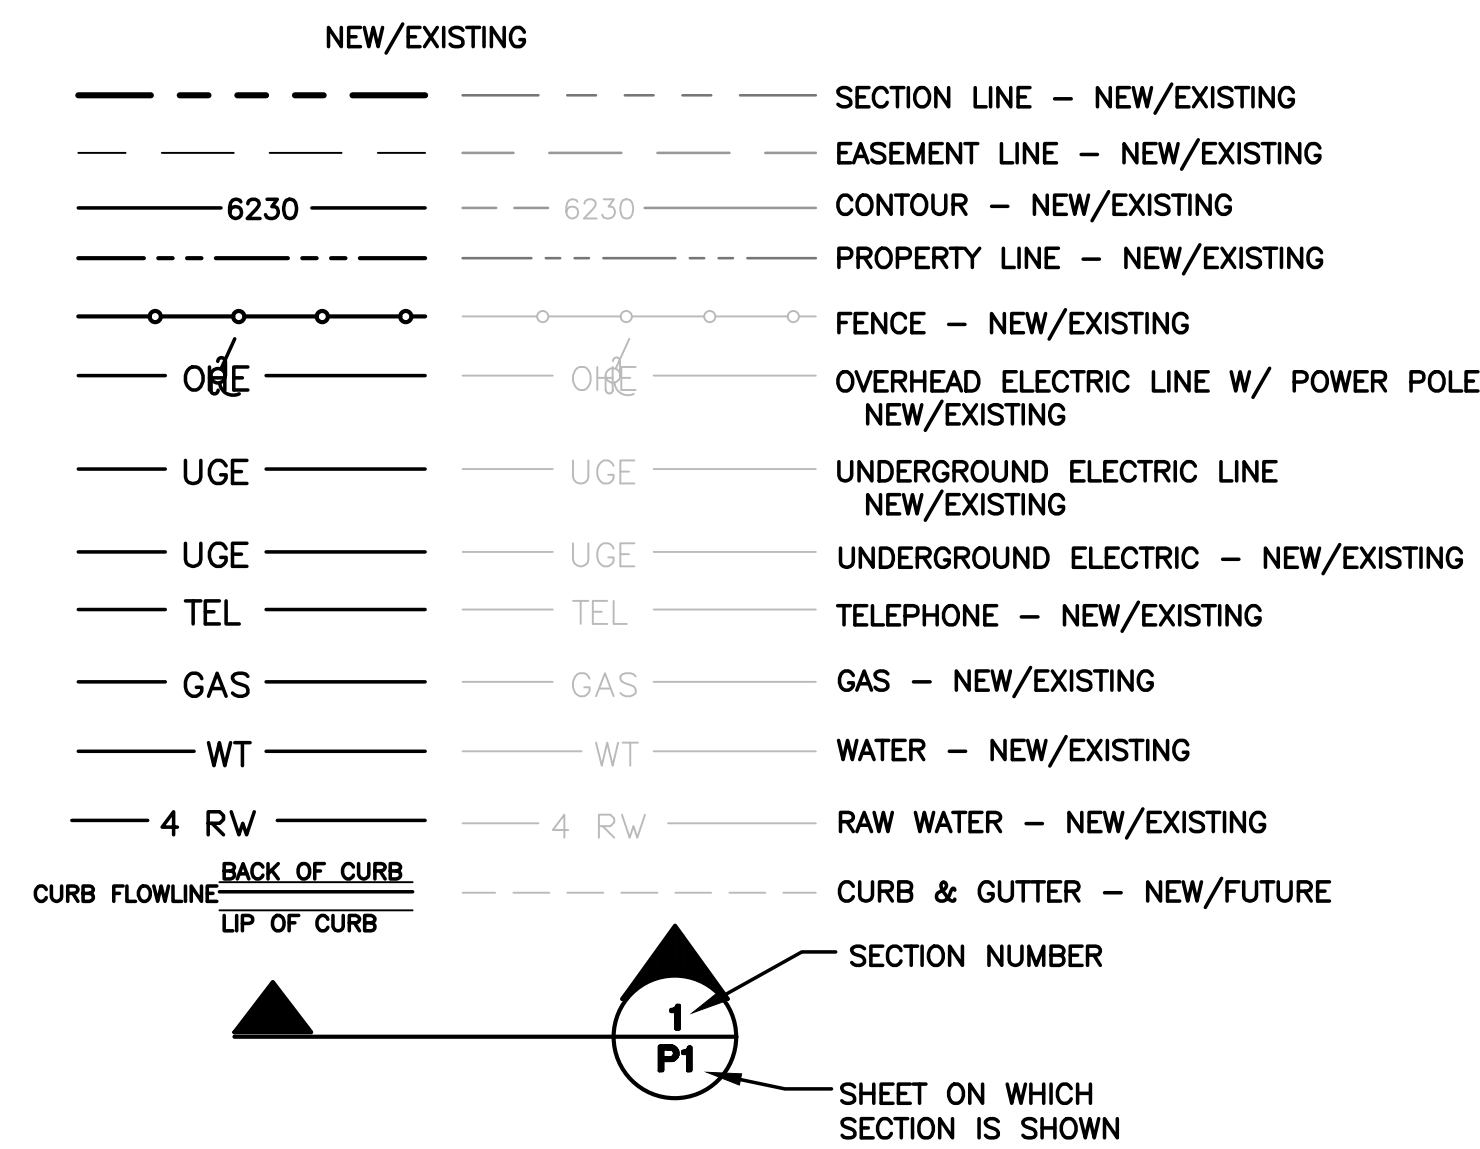 NEW/EXISTING
SECTION LINE - NEW/EXISTING
EASEMENT LINE - NEW/EXISTING
6230 6230 CONTOUR - NEW/EXISTING
PROPERTY LINE - NEW/EXISTING
FENCE - NEW/EXISTING
OHE OHE OVERHEAD ELECTRIC LINE W/ POWER POLE
NEW/EXISTING
UGE UGE UNDERGROUND ELECTRIC LINE
NEW/EXISTING
UGE UGE UNDERGROUND ELECTRIC - NEW/EXISTING
TEL TEL TELEPHONE - NEW/EXISTING
GAS GAS GAS - NEW/EXISTING
WT WT WATER - NEW/EXISTING
4 RW 4 RW RAW WATER - NEW/EXISTING
BACK OF CURB
CURB FLOWLINE CURB & GUTTER - NEW/FUTURE
LIP OF CURB
SECTION NUMBER
1
P1
SHEET ON WHICH
SECTION IS SHOWN